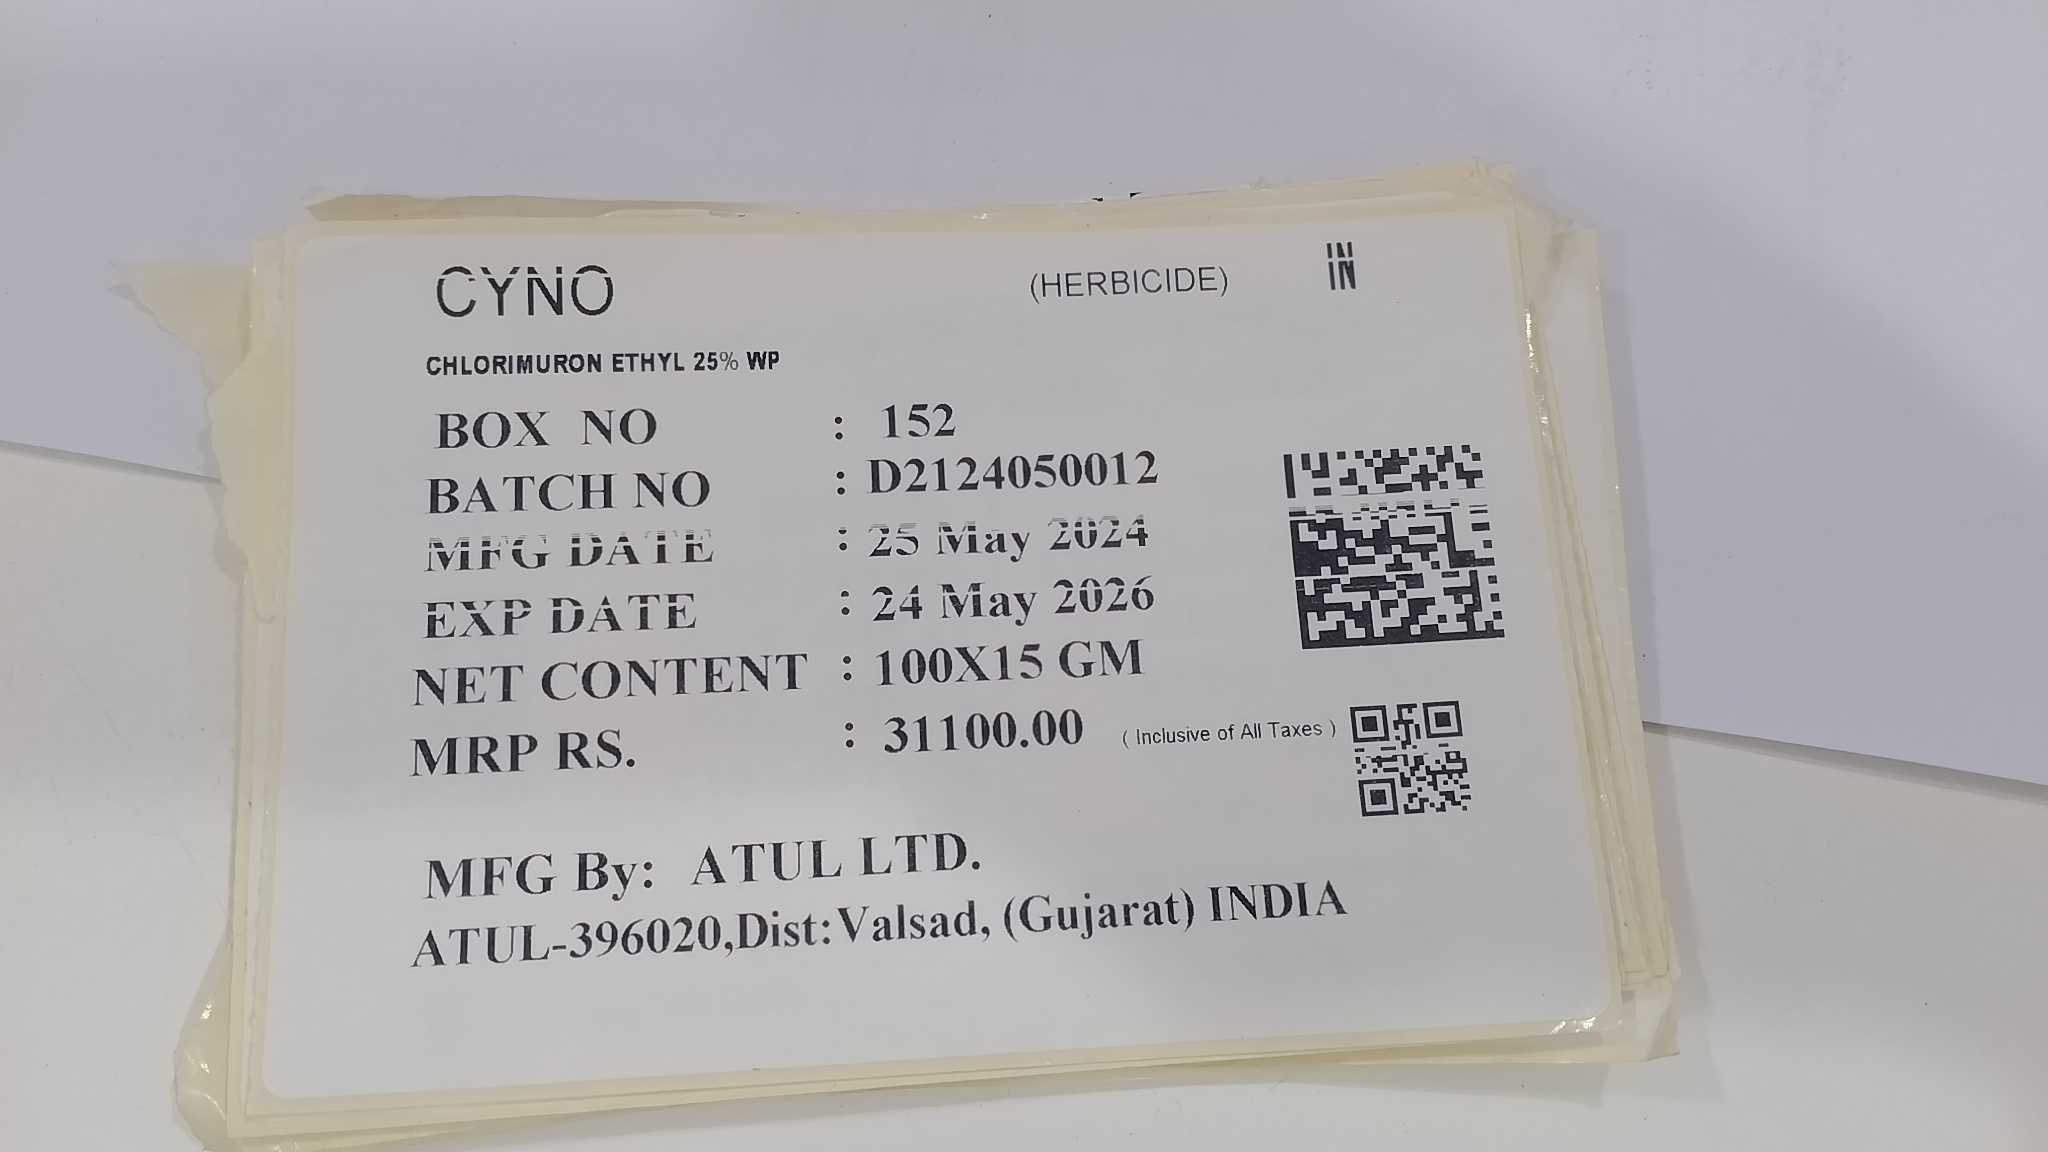 CYNO (HERBICIDE) IN
CHLORIMURON ETHYL 25% WP
BOX NO : 152
BATCH NO : D2124050012
MFG DATE : 25 May 2024
EXP DATE : 24 May 2026
NET CONTENT : 100X15 GM
MRP RS. : 31100.00 ( Inclusive of All Taxes )
MFG By: ATUL LTD.
ATUL-396020,Dist:Valsad, (Gujarat) INDIA